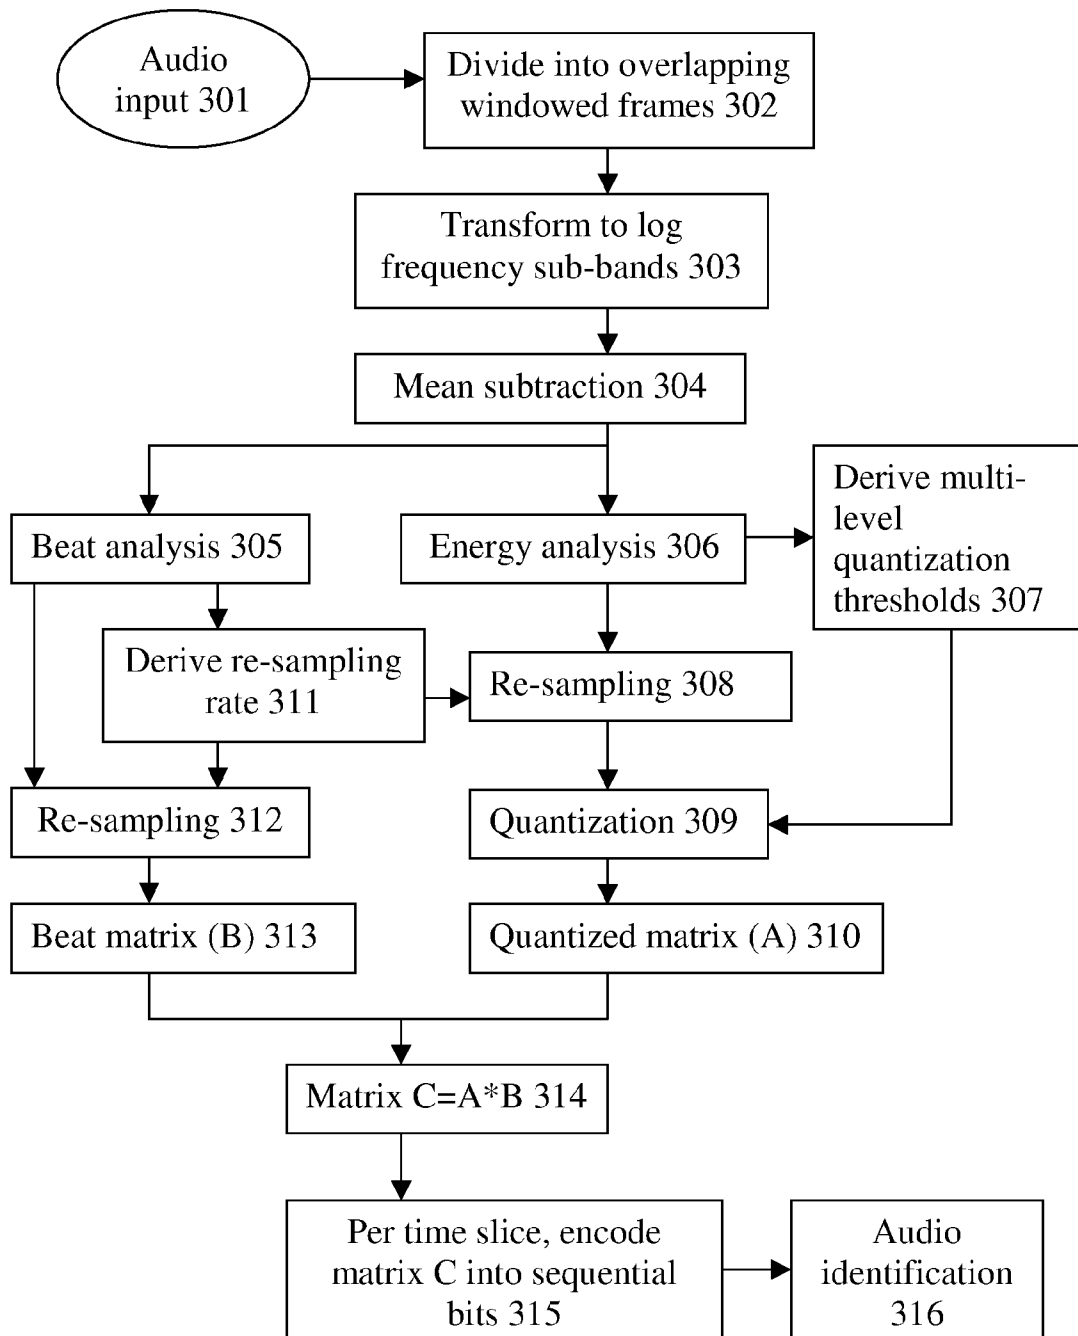 Audio
input 301
Divide into overlapping
windowed frames 302
Transform to log
frequency sub-bands 303
Mean subtraction 304
Derive multi-
level
quantization
thresholds 307
Beat analysis 305
Energy analysis 306
Derive re-sampling
rate 311
Re-sampling 308
Re-sampling 312
Quantization 309
Beat matrix (B) 313
Quantized matrix (A) 310
Matrix C=A*B 314
Per time slice, encode
matrix C into sequential
bits 315
Audio
identification
316